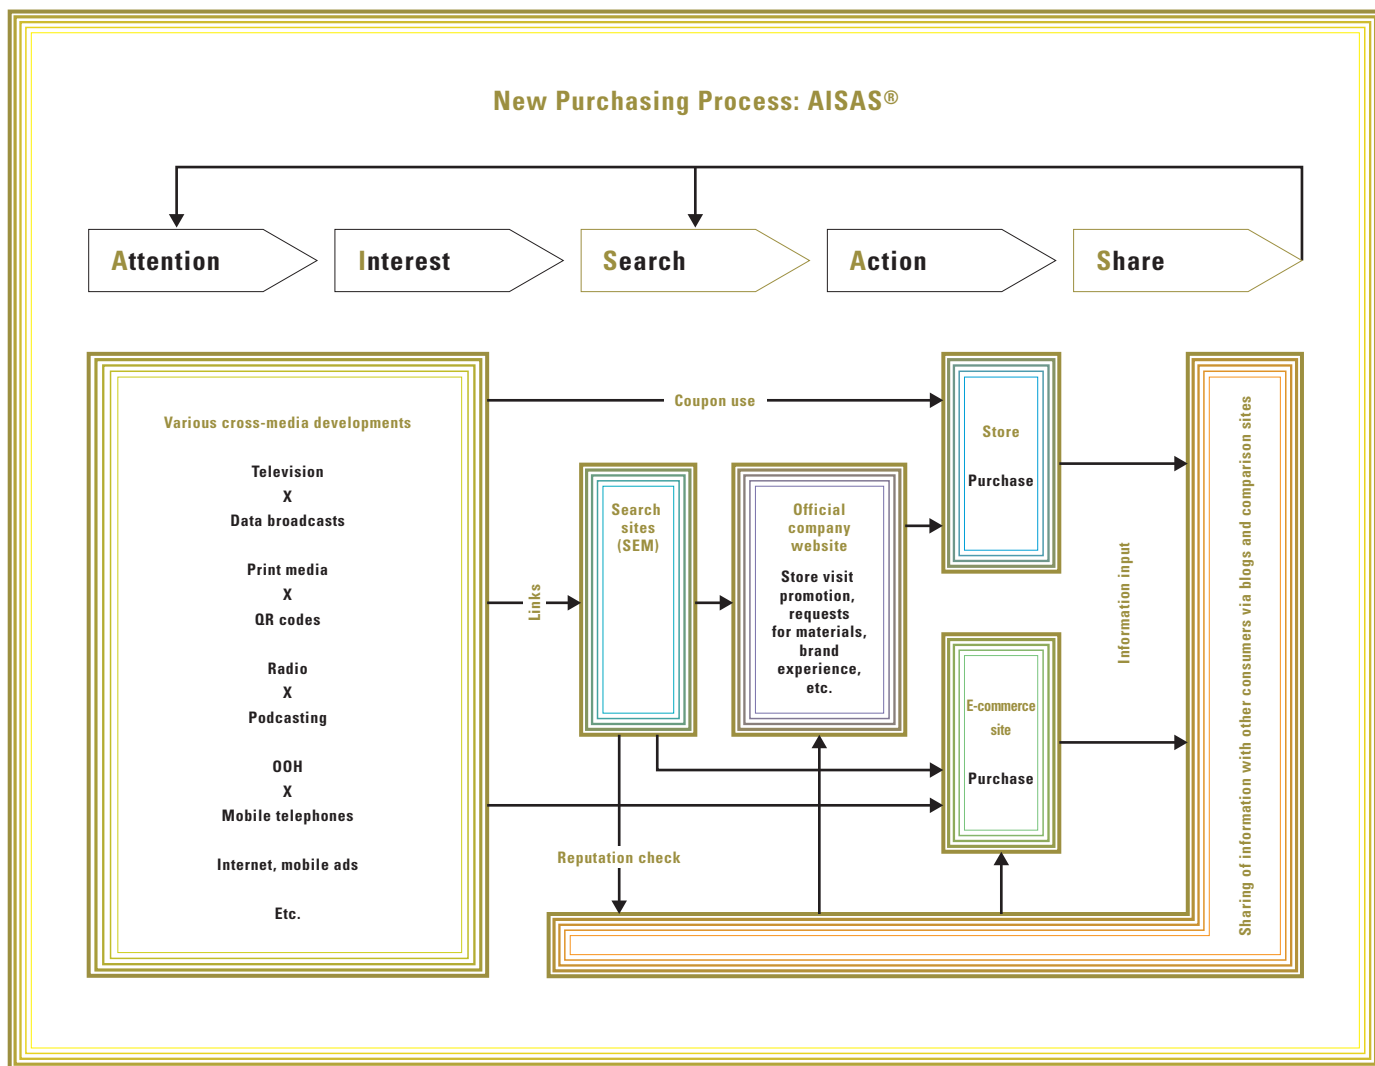 New Purchasing Process: AISAS®
Attention
Interest
Search
Action
Share
Various cross-media developments
Television
X
Data broadcasts
Print media
X
QR codes
Radio
X
Podcasting
OOH
X
Mobile telephones
Internet, mobile ads
Etc.
Coupon use
Links
Search
sites
(SEM)
Official
company
website
Store visit
promotion,
requests
for materials,
brand
experience,
etc.
Reputation check
Store
Purchase
E-commerce
site
Purchase
Information input
Sharing of information with other consumers via blogs and comparison sites